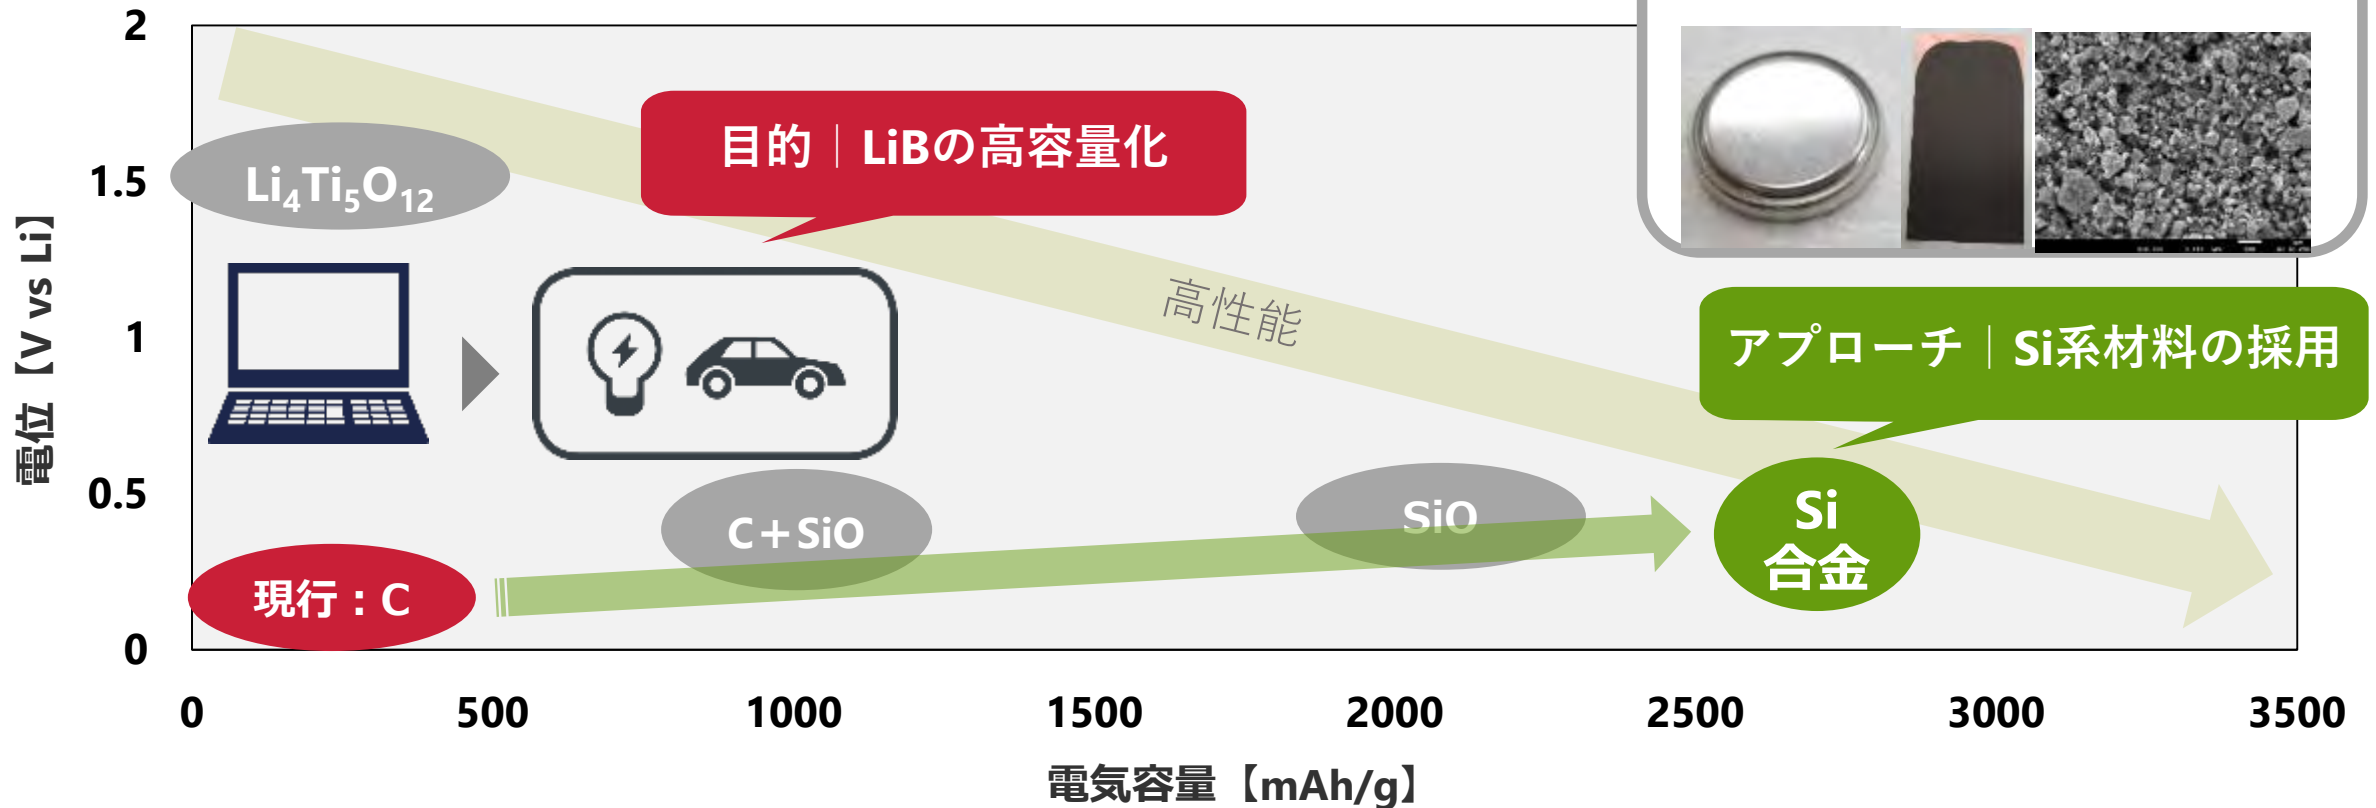 2
1.5
1
0.5
0
電位【V vs Li】
目的｜LiBの高容量化
Li₄Ti₅O₁₂
高性能
アプローチ｜Si系材料の採用
C＋SiO
SiO
Si
合金
現行：C
0
500
1000
1500
2000
2500
3000
3500
電気容量【mAh/g】